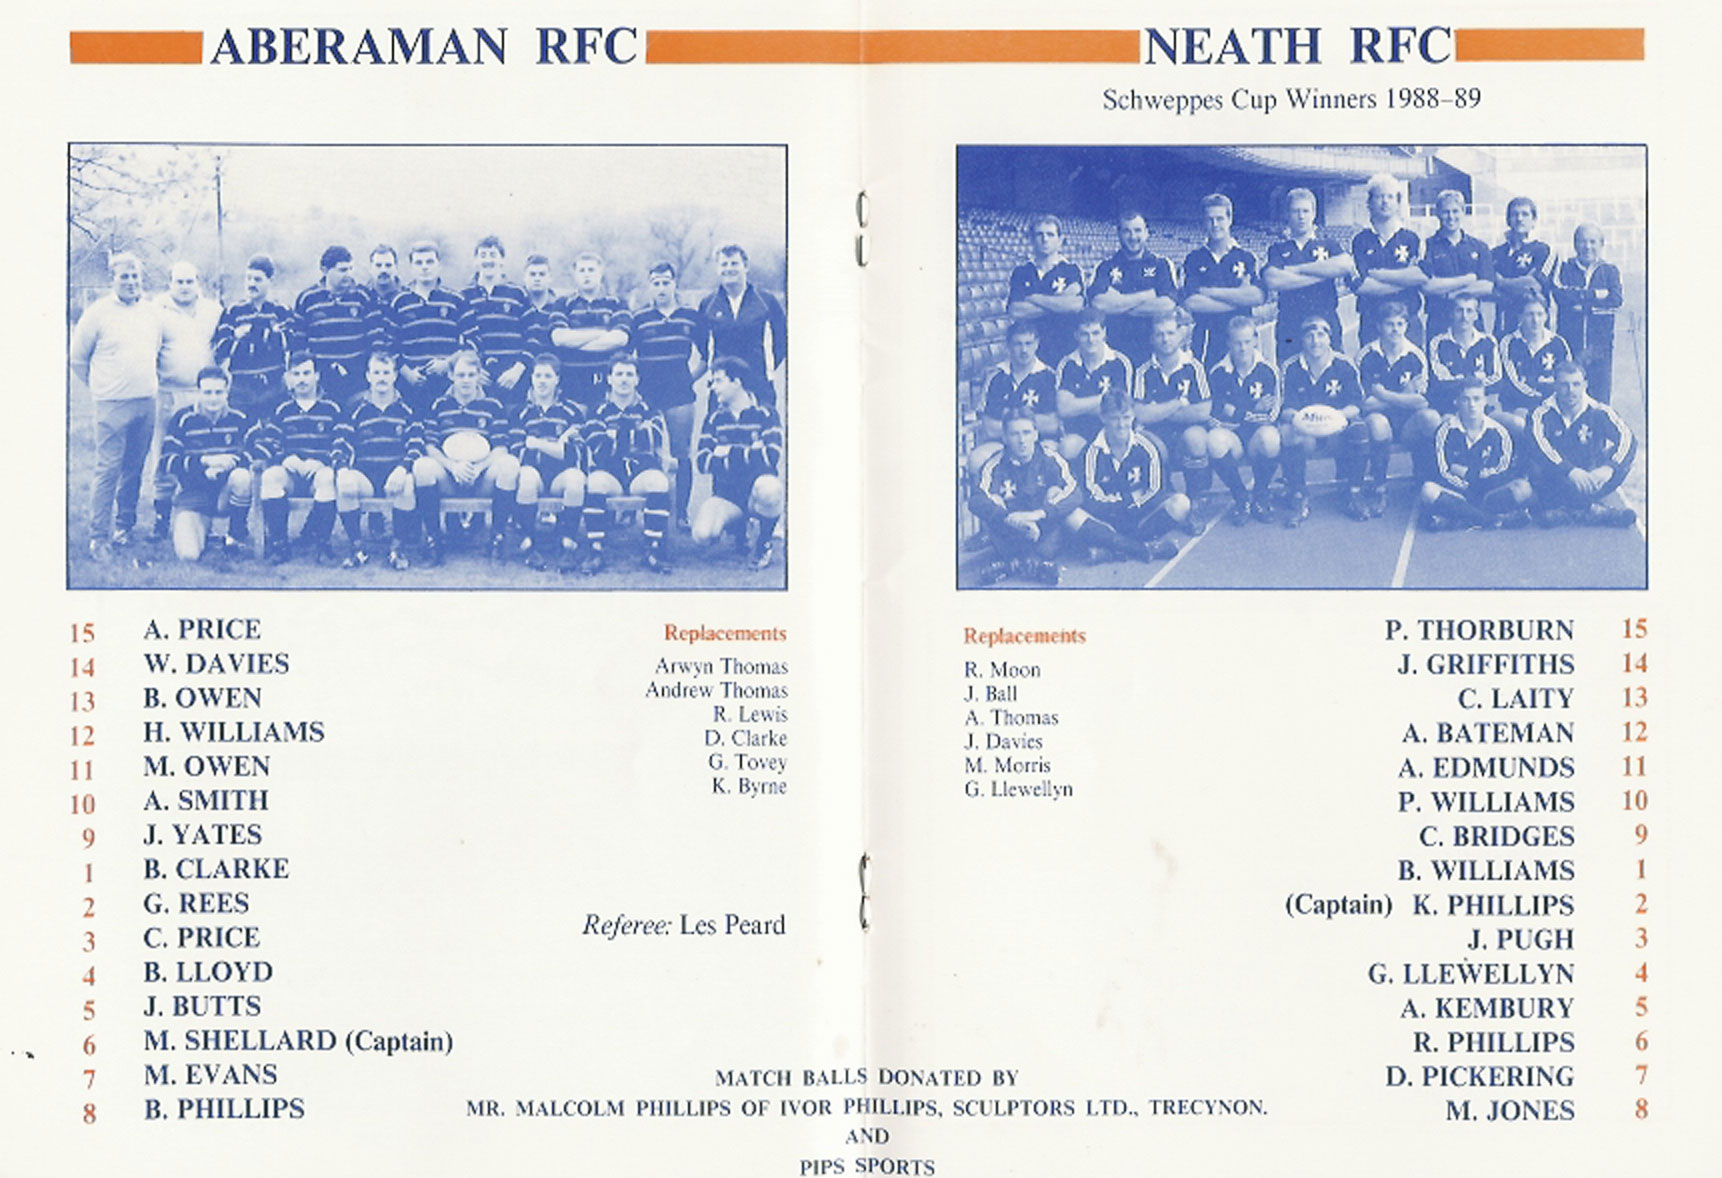 ABERAMAN RFC
15 A. PRICE
14 W. DAVIES
13 B. OWEN
12 H. WILLIAMS
11 M. OWEN
10 A. SMITH
9 J. YATES
1 B. CLARKE
2 G. REES
3 C. PRICE
4 B. LLOYD
5 J. BUTTS
6 M. SHELLARD (Captain)
7 M. EVANS
8 B. PHILLIPS
Replacements
Arwyn Thomas
Andrew Thomas
R. Lewis
D. Clarke
G. Tovey
K. Byrne
Referee: Les Peard
NEATH RFC
Schweppes Cup Winners 1988–89
Replacements
R. Moon
J. Ball
A. Thomas
J. Davies
M. Morris
G. Llewellyn
P. THORBURN 15
J. GRIFFITHS 14
C. LAITY 13
A. BATEMAN 12
A. EDMUNDS 11
P. WILLIAMS 10
C. BRIDGES 9
B. WILLIAMS 1
(Captain) K. PHILLIPS 2
J. PUGH 3
G. LLEWELLYN 4
A. KEMBURY 5
R. PHILLIPS 6
D. PICKERING 7
M. JONES 8
MATCH BALLS DONATED BY
MR. MALCOLM PHILLIPS OF IVOR PHILLIPS, SCULPTORS LTD., TRECYNON.
AND
PIPS SPORTS